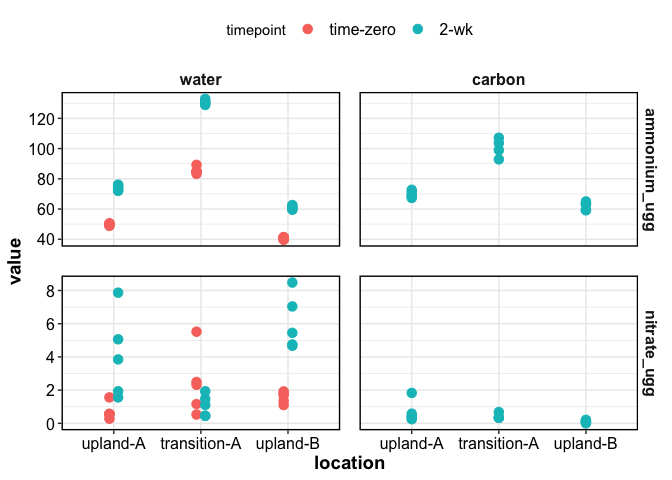 timepoint time-zero 2-wk
water carbon
120
100
80
60
40
ammonium_ugg
value
8
6
4
2
0
nitrate_ugg
upland-A transition-A upland-B upland-A transition-A upland-B
location